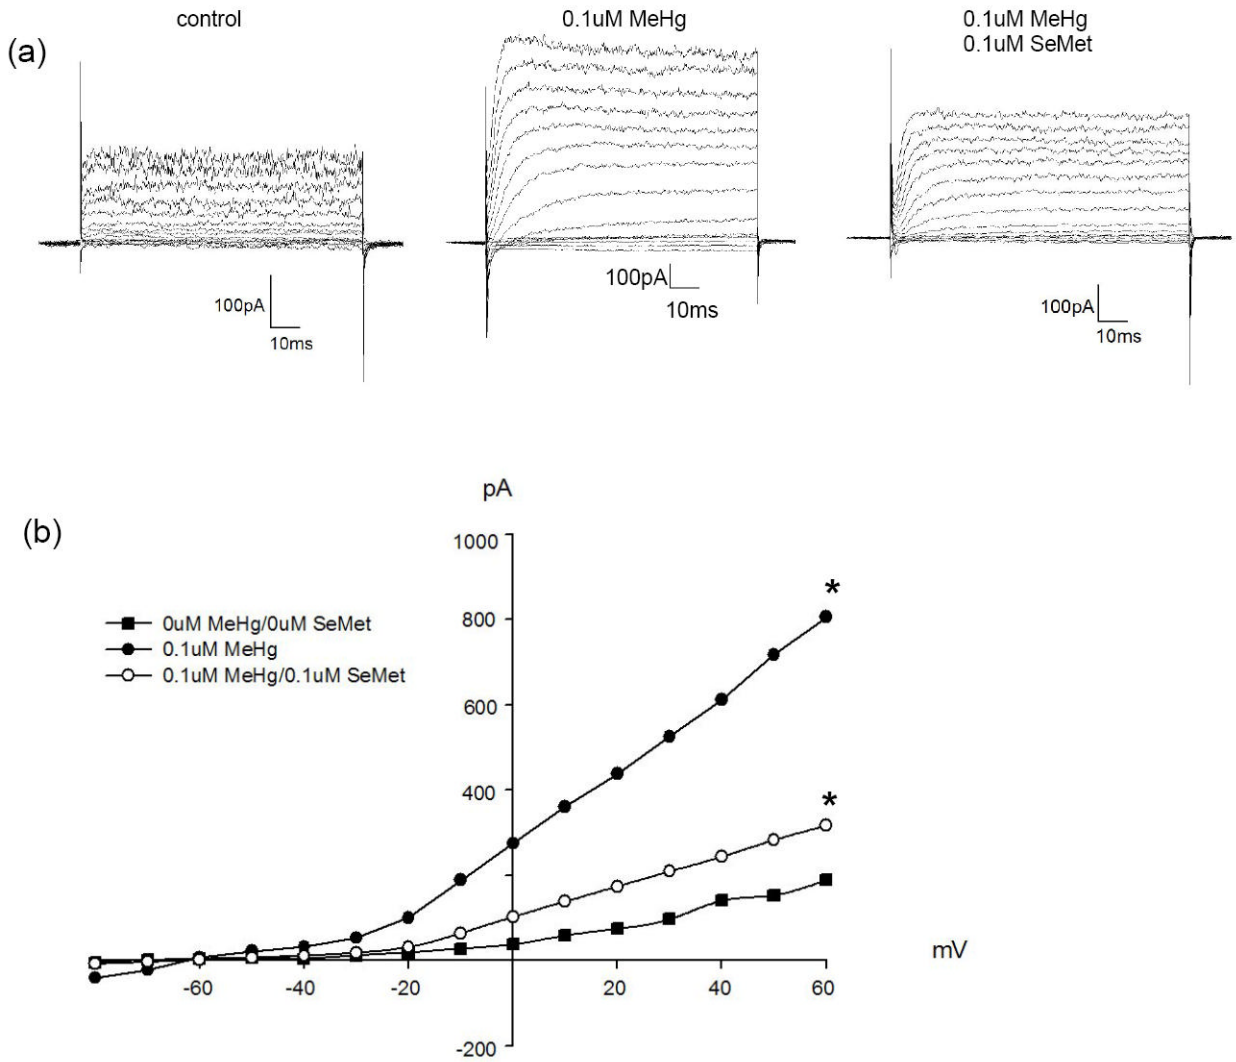 control
0.1uM MeHg
0.1uM MeHg
0.1uM SeMet
(a)
100pA
10ms
100pA
10ms
100pA
10ms
pA
(b)
1000
800
600
400
-200
0uM MeHg/0uM SeMet
0.1uM MeHg
0.1uM MeHg/0.1uM SeMet
*
*
mV
-60 -40 -20 20 40 60